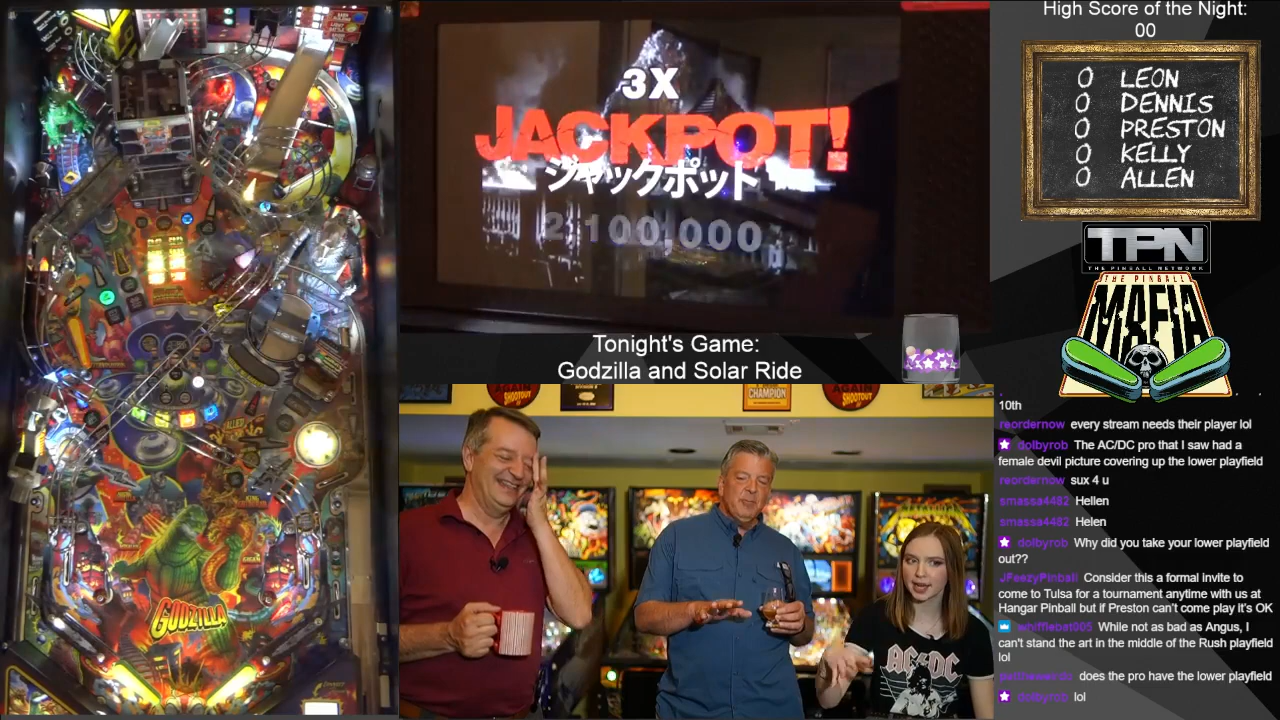 3X
JACKPOT!
ジャックポット
2,100,000
High Score of the Night:
00
0 LEON
0 DENNIS
0 PRESTON
0 KELLY
0 ALLEN
TPN
THE PINBALL NETWORK
THE PINBALL
MAFIA
Tonight's Game:
Godzilla and Solar Ride
GODZILLA
AGAIN
SHOOTOUT
CHAMPION
AGAIN
SHOOTOUT
AC DC
10th
reordernow every stream needs their player lol
dolbyrob The AC/DC pro that I saw had a
female devil picture covering up the lower playfield
reordernow sux 4 u
smassa4482 Hellen
smassa4482 Helen
dolbyrob Why did you take your lower playfield
out??
JFeezyPinball Consider this a formal invite to
come to Tulsa for a tournament anytime with us at
Hangar Pinball but if Preston can't come play it's OK
whifflebat005 While not as bad as Angus, I
can't stand the art in the middle of the Rush playfield
lol
does the pro have the lower playfield
dolbyrob lol